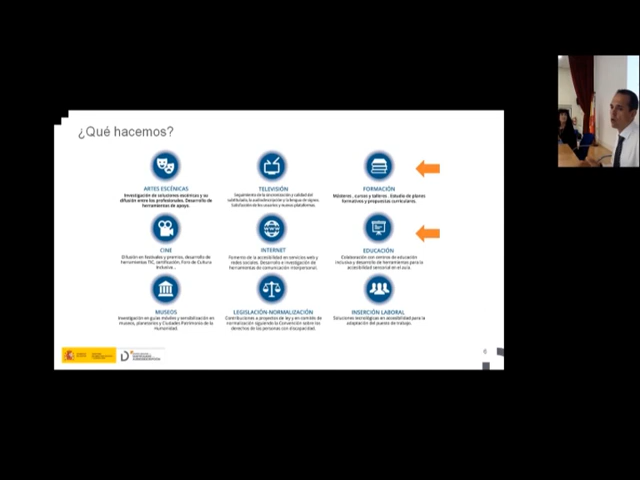 ¿Qué hacemos?
ARTES ESCÉNICAS
Investigación de soluciones escénicas y su
difusión entre los profesionales. Desarrollo de
herramientas de apoyo.
TELEVISIÓN
Seguimiento de la accesibilidad y calidad del
subtitulado, la audiodescripción y la lengua de signos.
Satisfacción de los usuarios y nuevas plataformas.
FORMACIÓN
Másteres, cursos y talleres. Estudio de planes
formativos y propuestas curriculares.
CINE
Difusión en festivales y premios, desarrollo de
herramientas TIC, certificación, Foro de Cultura
Inclusiva.
INTERNET
Fomento de la accesibilidad en servicios web y
redes sociales. Desarrollo e investigación de
herramientas de comunicación interpersonal.
EDUCACIÓN
Colaboración con centros de educación
inclusiva y desarrollo de herramientas para la
accesibilidad sensorial en el aula.
MUSEOS
Investigación en guías móviles y sensibilización en
museos, planetarios y Ciudades Patrimonio de la
Humanidad.
LEGISLACIÓN-NORMALIZACIÓN
Contribuciones a proyectos de ley y en comités de
normalización siguiendo la Convención sobre los
derechos de las personas con discapacidad.
INSERCIÓN LABORAL
Soluciones tecnológicas en accesibilidad para la
adaptación del puesto de trabajo.
6